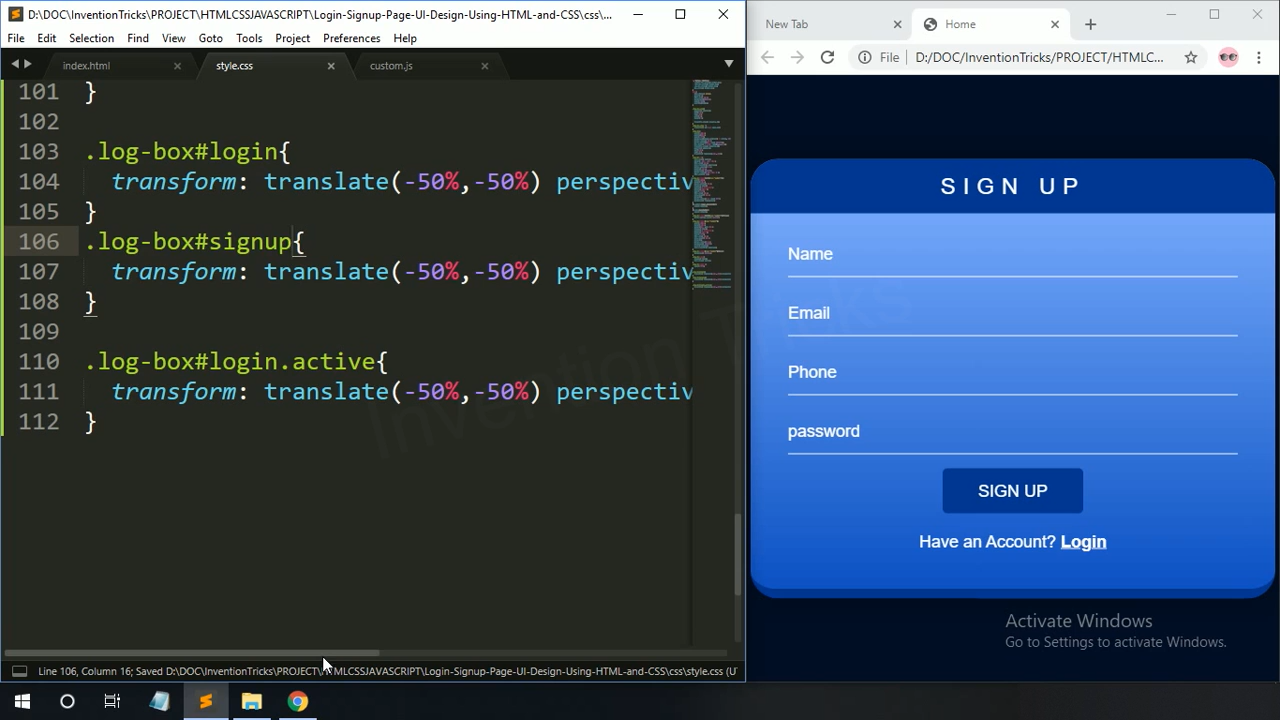 D:\DOC\InventionTricks\PROJECT\HTMLCSSJAVASCRIPT\Login-Signup-Page-UI-Design-Using-HTML-and-CSS\css\style.css (U...
File Edit Selection Find View Goto Tools Project Preferences Help
index.html style.css custom.js
101 }
102
103 .log-box#login{
104 transform: translate(-50%,-50%) perspectiv
105 }
106 .log-box#signup{
107 transform: translate(-50%,-50%) perspectiv
108 }
109
110 .log-box#login.active{
111 transform: translate(-50%,-50%) perspectiv
112 }
Line 106, Column 16; Saved D:\DOC\InventionTricks\PROJECT\HTMLCSSJAVASCRIPT\Login-Signup-Page-UI-Design-Using-HTML-and-CSS\css\style.css (U
New Tab Home
File D:/DOC/InventionTricks/PROJECT/HTMLC...
SIGN UP
Name
Email
Phone
password
SIGN UP
Have an Account? Login
Invention Tricks
Activate Windows
Go to Settings to activate Windows.